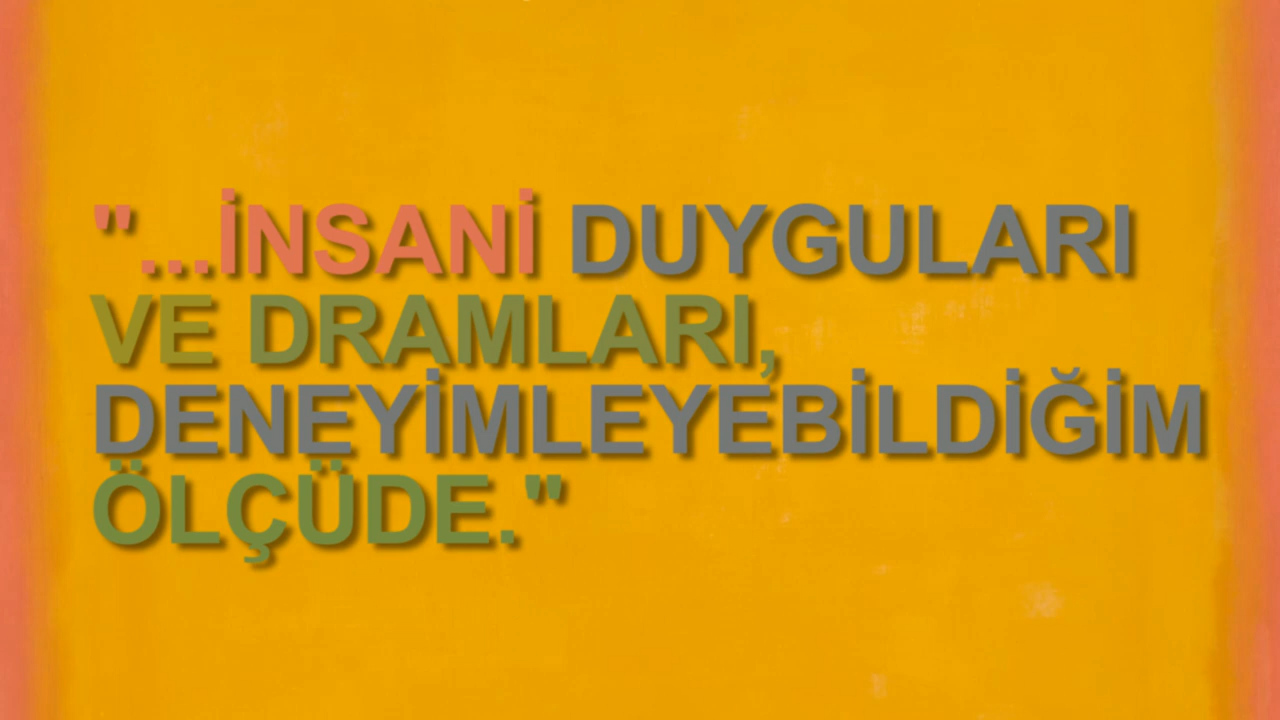 "...İNSANİ DUYGULARI
VE DRAMLARI,
DENEYİMLEYEBİLDİĞİM
ÖLÇÜDE."